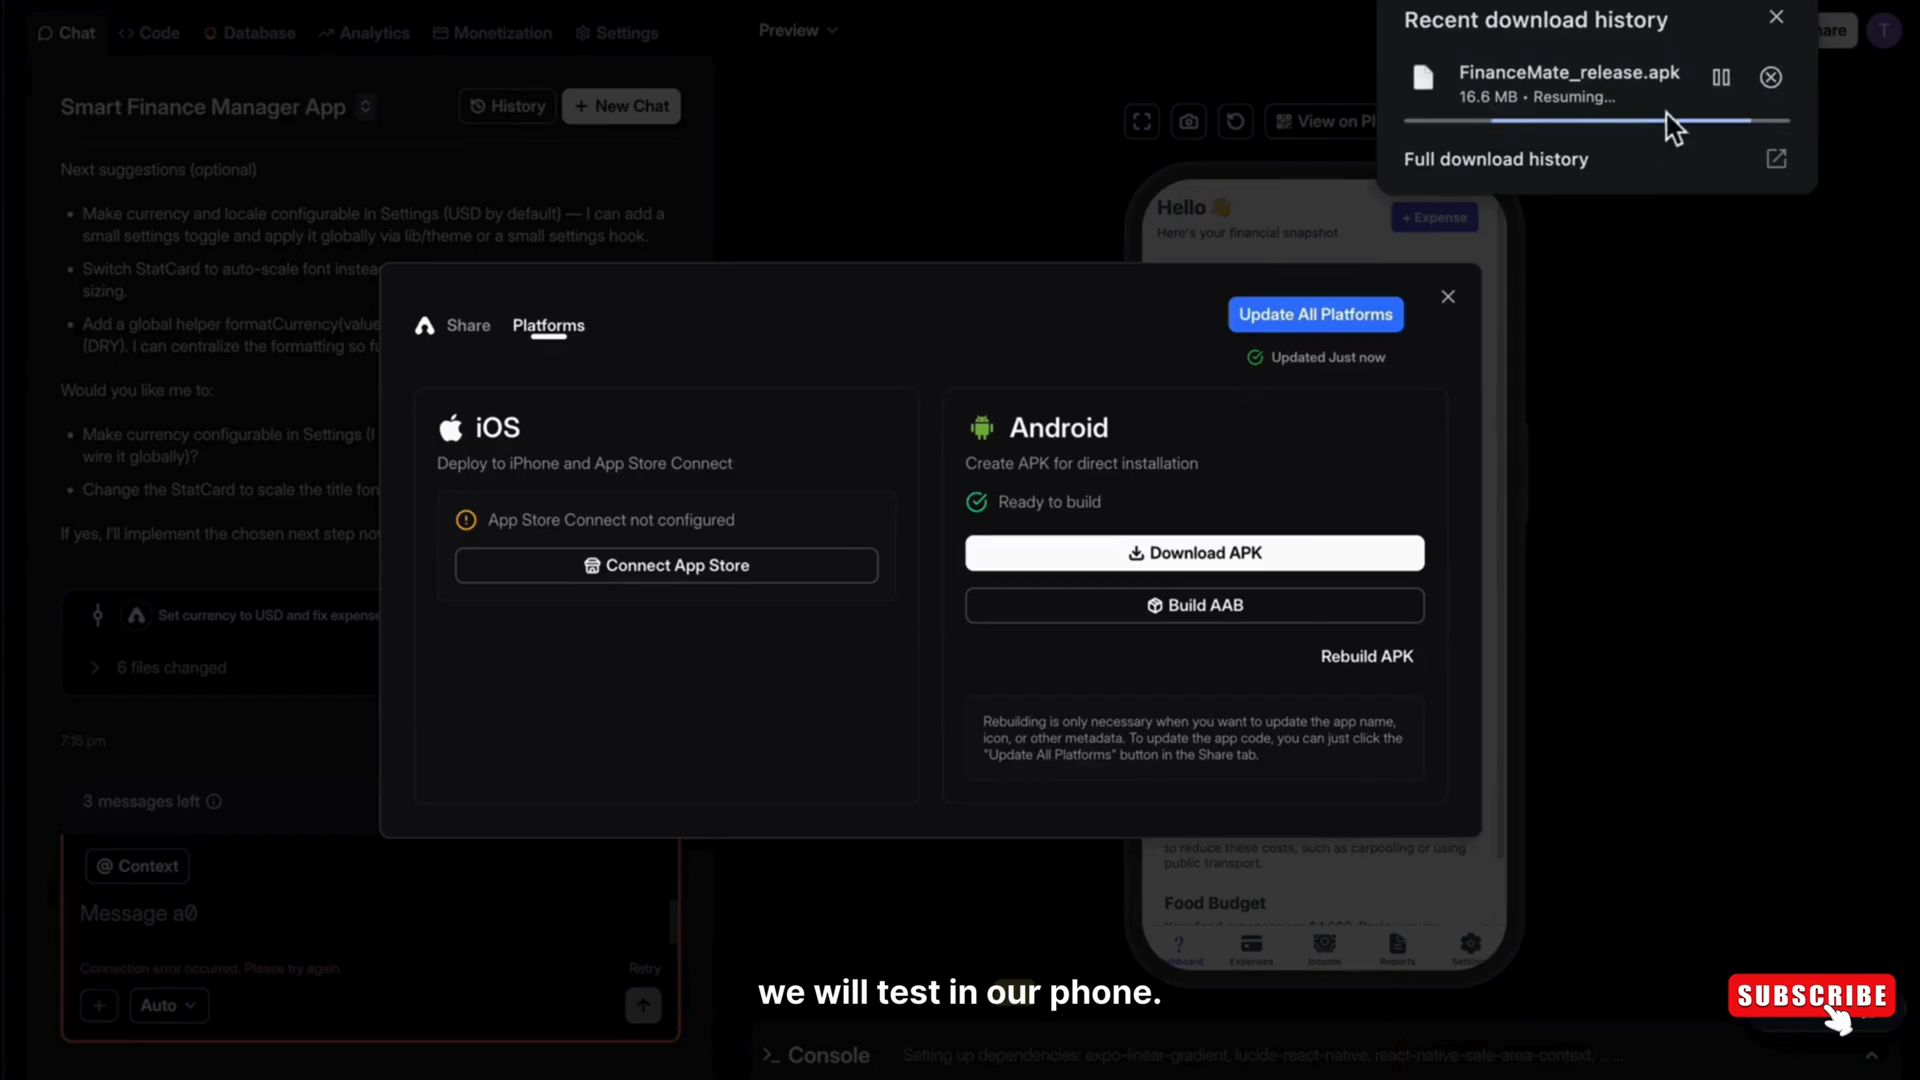 Chat
Code
Database
Analytics
Monetization
Settings
Preview
Recent download history
FinanceMate_release.apk
16.6 MB • Resuming...
Full download history
are
T
Smart Finance Manager App
History
+ New Chat
View on Pl
Next suggestions (optional)
• Make currency and locale configurable in Settings (USD by default) — I can add a
small settings toggle and apply it globally via lib/theme or a small settings hook.
• Switch StatCard to auto-scale font instea
sizing.
• Add a global helper formatCurrency(value
(DRY). I can centralize the formatting so fu
Would you like me to:
• Make currency configurable in Settings (I
wire it globally)?
• Change the StatCard to scale the title fon
If yes, I'll implement the chosen next step no
Set currency to USD and fix expense
6 files changed
7:15 pm
3 messages left
@ Context
Message a0
Connection error occurred. Please try again.
Retry
Auto
Hello 👋
+ Expense
Here's your financial snapshot
Share
Platforms
Update All Platforms
Updated Just now
iOS
Deploy to iPhone and App Store Connect
App Store Connect not configured
Connect App Store
Android
Create APK for direct installation
Ready to build
Download APK
Build AAB
Rebuild APK
Rebuilding is only necessary when you want to update the app name,
icon, or other metadata. To update the app code, you can just click the
"Update All Platforms" button in the Share tab.
to reduce these costs, such as carpooling or using
public transport.
Food Budget
?
shboard
Expenses
Income
Reports
Settin
we will test in our phone.
SUBSCRIBE
>_ Console
Setting up dependencies: expo-linear-gradient, lucide-react-native, react-native-safe-area-context, ... ...